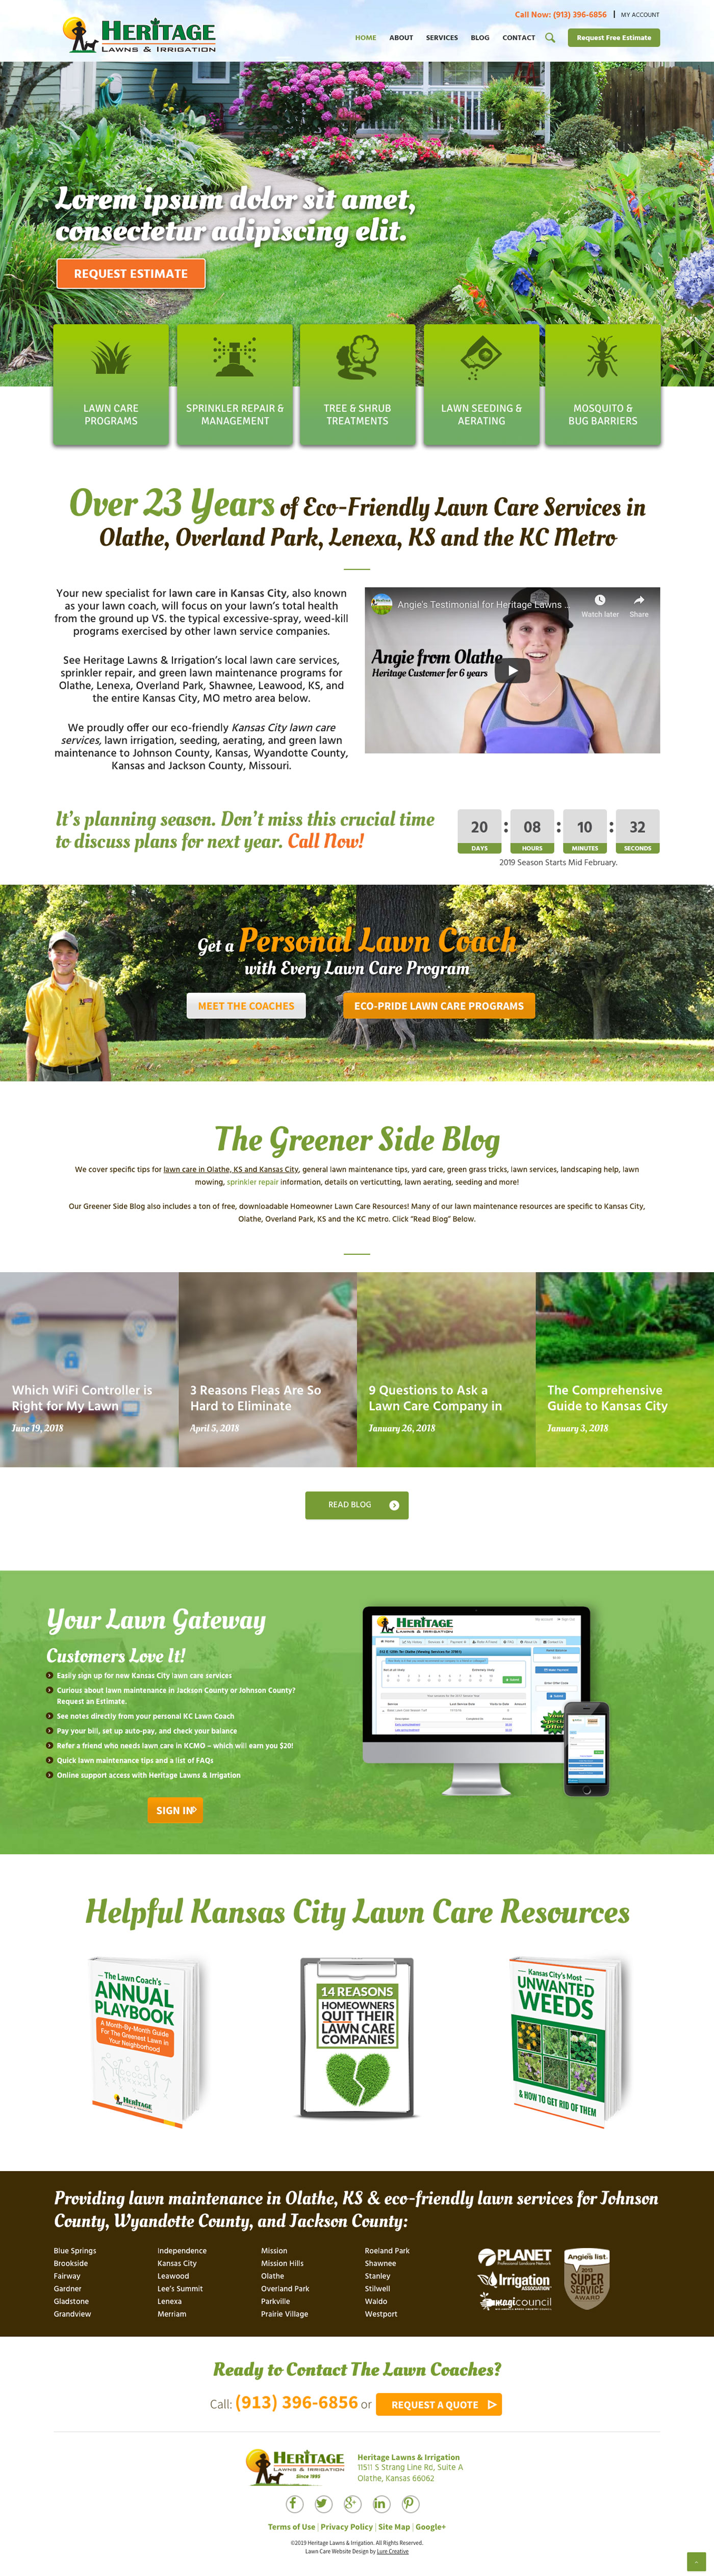 Call Now: (913) 396-6856 | MY ACCOUNT
HERITAGE
LAWNS & IRRIGATION
HOME ABOUT SERVICES BLOG CONTACT
Request Free Estimate
Lorem ipsum dolor sit amet,
consectetur adipiscing elit.
REQUEST ESTIMATE
LAWN CARE
PROGRAMS
SPRINKLER REPAIR &
MANAGEMENT
TREE & SHRUB
TREATMENTS
LAWN SEEDING &
AERATING
MOSQUITO &
BUG BARRIERS
Over 23 Years of Eco-Friendly Lawn Care Services in
Olathe, Overland Park, Lenexa, KS and the KC Metro
Your new specialist for lawn care in Kansas City, also known
as your lawn coach, will focus on your lawn's total health
from the ground up VS. the typical excessive-spray, weed-kill
programs exercised by other lawn service companies.
See Heritage Lawns & Irrigation's local lawn care services,
sprinkler repair, and green lawn maintenance programs for
Olathe, Lenexa, Overland Park, Shawnee, Leawood, KS, and
the entire Kansas City, MO metro area below.
We proudly offer our eco-friendly Kansas City lawn care
services, lawn irrigation, seeding, aerating, and green lawn
maintenance to Johnson County, Kansas, Wyandotte County,
Kansas and Jackson County, Missouri.
Angie's Testimonial for Heritage Lawns ...
Watch later Share
Angie from Olathe
Heritage Customer for 6 years
It's planning season. Don't miss this crucial time
to discuss plans for next year. Call Now!
20 : 08 : 10 : 32
DAYS HOURS MINUTES SECONDS
2019 Season Starts Mid February.
Get a Personal Lawn Coach
with Every Lawn Care Program
MEET THE COACHES
ECO-PRIDE LAWN CARE PROGRAMS
The Greener Side Blog
We cover specific tips for lawn care in Olathe, KS and Kansas City, general lawn maintenance tips, yard care, green grass tricks, lawn services, landscaping help, lawn
mowing, sprinkler repair information, details on verticutting, lawn aerating, seeding and more!
Our Greener Side Blog also includes a ton of free, downloadable Homeowner Lawn Care Resources! Many of our lawn maintenance resources are specific to Kansas City,
Olathe, Overland Park, KS and the KC metro. Click "Read Blog" Below.
Which WiFi Controller is
Right for My Lawn
June 19, 2018
3 Reasons Fleas Are So
Hard to Eliminate
April 5, 2018
9 Questions to Ask a
Lawn Care Company in
January 26, 2018
The Comprehensive
Guide to Kansas City
January 3, 2018
READ BLOG
Your Lawn Gateway
Customers Love It!
Easily sign up for new Kansas City lawn care services
Curious about lawn maintenance in Jackson County or Johnson County?
Request an Estimate.
See notes directly from your personal KC Lawn Coach
Pay your bill, set up auto-pay, and check your balance
Refer a friend who needs lawn care in KCMO – which will earn you $20!
Quick lawn maintenance tips and a list of FAQs
Online support access with Heritage Lawns & Irrigation
SIGN IN
HERITAGE
LAWNS & IRRIGATION
Helpful Kansas City Lawn Care Resources
The Lawn Coach's
ANNUAL
PLAYBOOK
A Month-By-Month Guide
For The Greenest Lawn in
Your Neighborhood
HERITAGE
14 REASONS
HOMEOWNERS
QUIT THEIR
LAWN CARE
COMPANIES
Kansas City's Most
UNWANTED
WEEDS
& HOW TO GET RID OF THEM
Providing lawn maintenance in Olathe, KS & eco-friendly lawn services for Johnson
County, Wyandotte County, and Jackson County:
Blue Springs
Brookside
Fairway
Gardner
Gladstone
Grandview
Independence
Kansas City
Leawood
Lee's Summit
Lenexa
Merriam
Mission
Mission Hills
Olathe
Overland Park
Parkville
Prairie Village
Roeland Park
Shawnee
Stanley
Stilwell
Waldo
Westport
PLANET
Irrigation
ASSOCIATION
council
Angie's list.
2013
SUPER
SERVICE
AWARD
Ready to Contact The Lawn Coaches?
Call: (913) 396-6856 or REQUEST A QUOTE
HERITAGE
LAWNS & IRRIGATION
Since 1995
Heritage Lawns & Irrigation
11511 S Strang Line Rd, Suite A
Olathe, Kansas 66062
Terms of Use | Privacy Policy | Site Map | Google+
©2019 Heritage Lawns & Irrigation. All Rights Reserved.
Lawn Care Website Design by Lure Creative